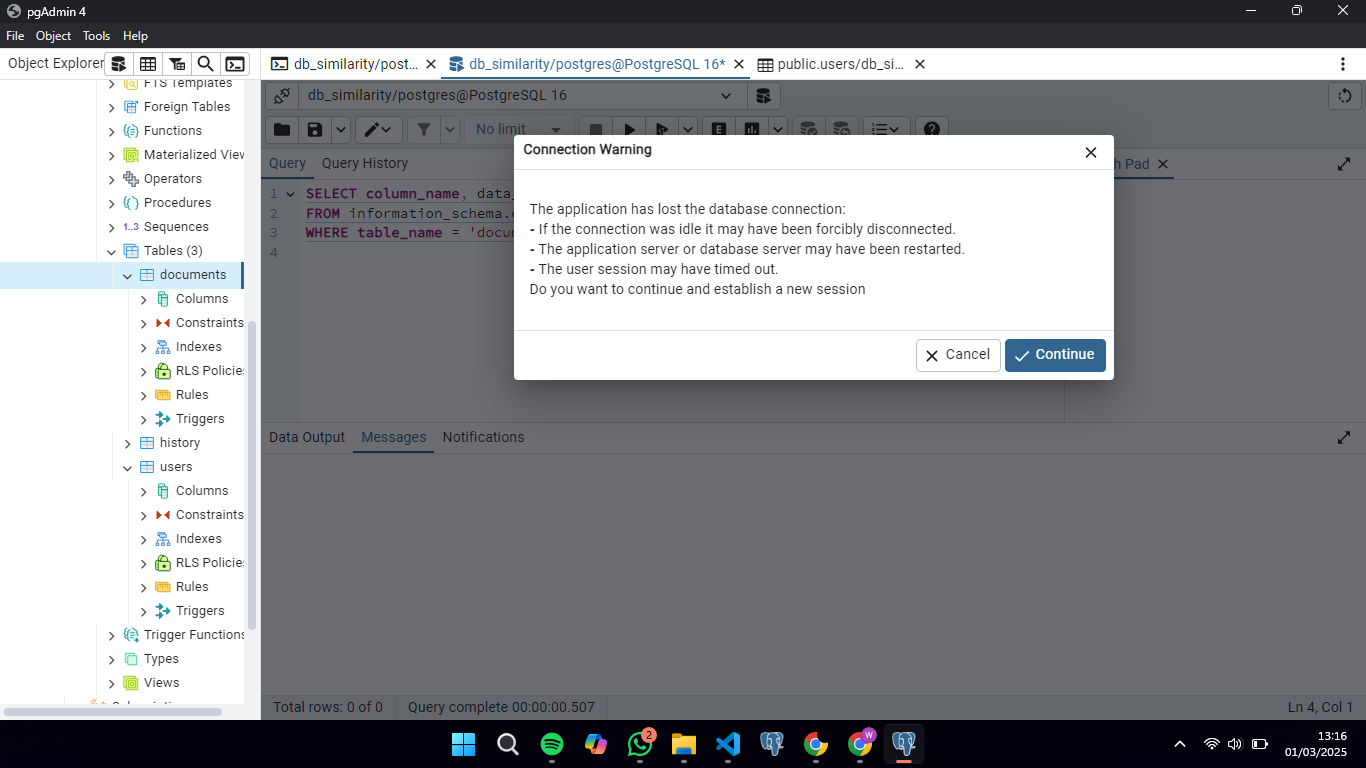 pgAdmin 4
File Object Tools Help
Object Explorer
db_similarity/post...
db_similarity/postgres@PostgreSQL 16*
public.users/db_si...
FTS Templates
Foreign Tables
Functions
Materialized View
Operators
Procedures
1..3 Sequences
Tables (3)
documents
Columns
Constraints
Indexes
RLS Policie
Rules
Triggers
history
users
Columns
Constraints
Indexes
RLS Policie
Rules
Triggers
Trigger Functions
Types
Views
db_similarity/postgres@PostgreSQL 16
No limit
E
Query Query History
h Pad
1 SELECT column_name, data_
2 FROM information_schema.
3 WHERE table_name = 'docu
4
Connection Warning
The application has lost the database connection:
- If the connection was idle it may have been forcibly disconnected.
- The application server or database server may have been restarted.
- The user session may have timed out.
Do you want to continue and establish a new session
Cancel Continue
Data Output Messages Notifications
Total rows: 0 of 0 Query complete 00:00:00.507 Ln 4, Col 1
2
W
13:16
01/03/2025